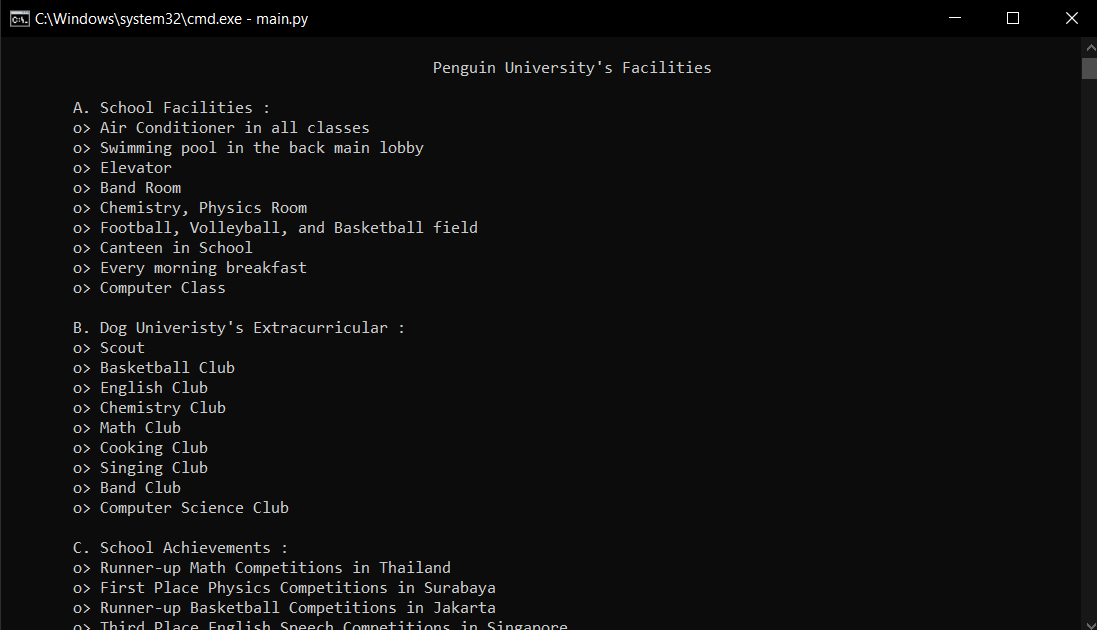 C:\Windows\system32\cmd.exe - main.py
Penguin University's Facilities
A. School Facilities :
o> Air Conditioner in all classes
o> Swimming pool in the back main lobby
o> Elevator
o> Band Room
o> Chemistry, Physics Room
o> Football, Volleyball, and Basketball field
o> Canteen in School
o> Every morning breakfast
o> Computer Class
B. Dog Univeristy's Extracurricular :
o> Scout
o> Basketball Club
o> English Club
o> Chemistry Club
o> Math Club
o> Cooking Club
o> Singing Club
o> Band Club
o> Computer Science Club
C. School Achievements :
o> Runner-up Math Competitions in Thailand
o> First Place Physics Competitions in Surabaya
o> Runner-up Basketball Competitions in Jakarta
o> Third Place English Speech Competitions in Singapore